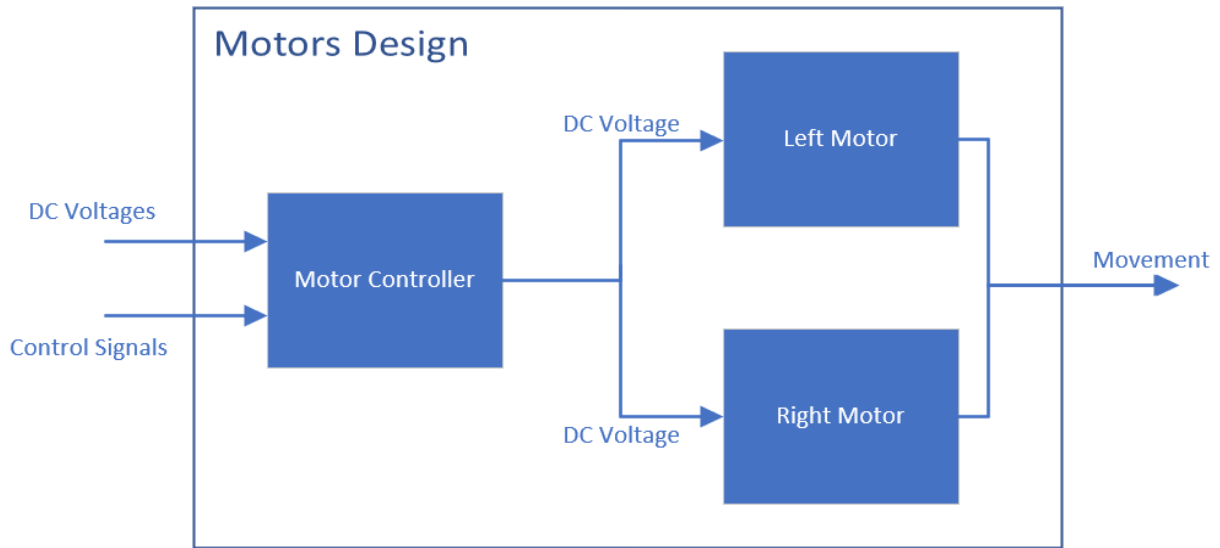 Motors Design
DC Voltage
Left Motor
DC Voltages
Motor Controller
Movement
Control Signals
Right Motor
DC Voltage